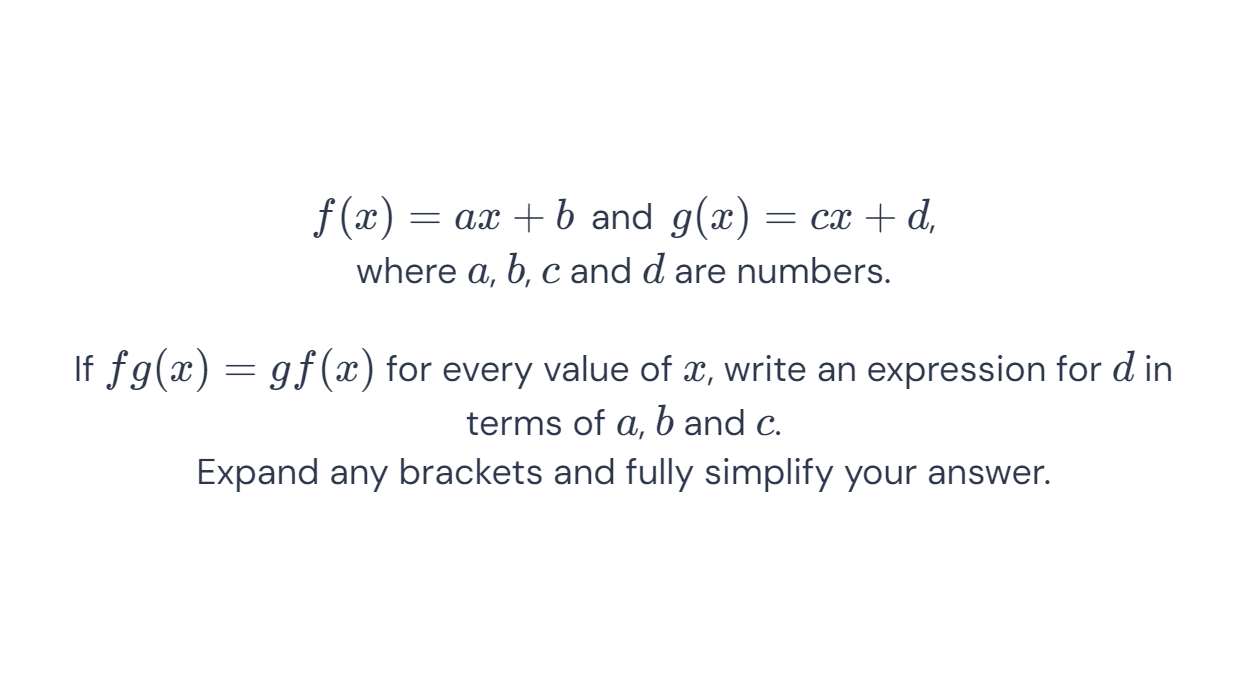 f(x) = ax + b and g(x) = cx + d,
where a, b, c and d are numbers.
If fg(x) = gf(x) for every value of x, write an expression for d in
terms of a, b and c.
Expand any brackets and fully simplify your answer.